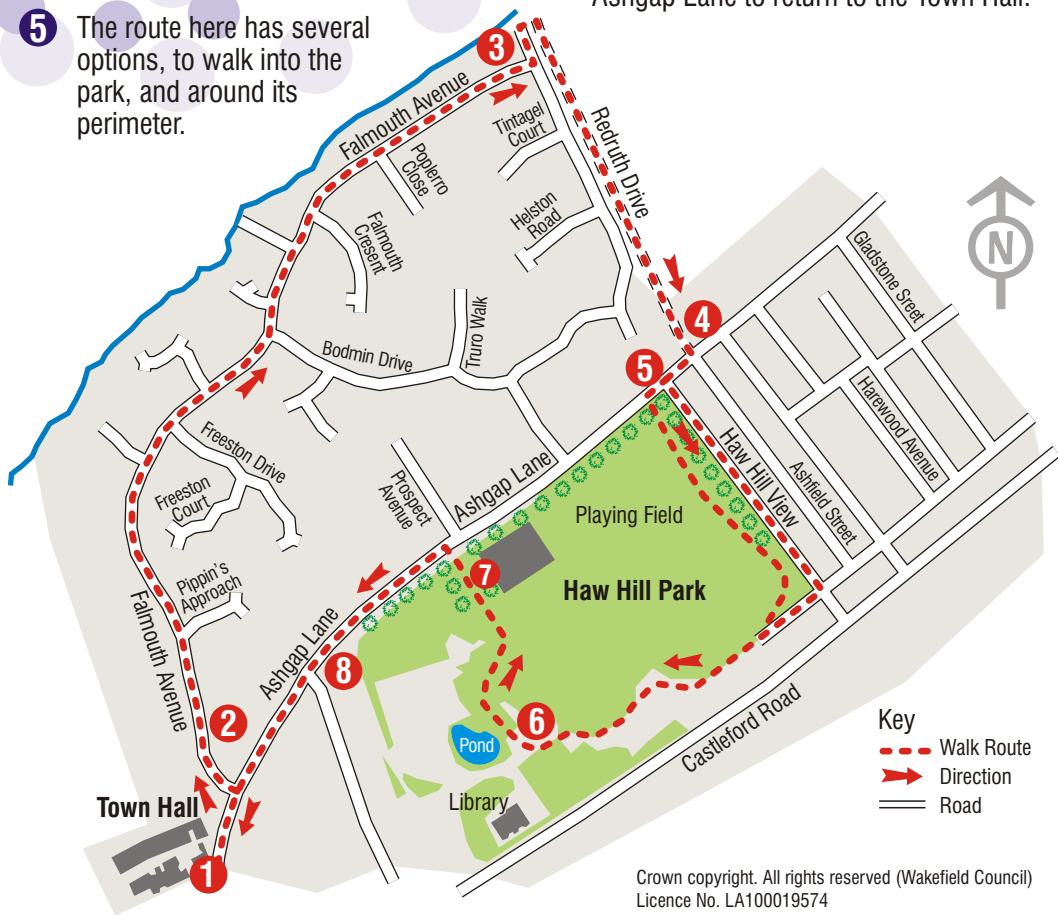 Ashgap Lane to return to the Town Hall.
5
The route here has several
options, to walk into the
park, and around its
perimeter.
3
Falmouth Avenue
Tintagel
Court
Redruth Drive
Poplerro
Close
Falmouth
Cresent
Helston
Road
N
Gladstone Sreet
4
Bodmin Drive
Truro Walk
5
Harewood Avenue
Freeston Drive
Haw Hill View
Ashfield Street
Freeston
Court
Prospect
Avenue
Ashgap Lane
Playing Field
Pippin's
Approach
7
Haw Hill Park
Falmouth Avenue
Ashgap Lane
8
2
6
Pond
Castleford Road
Key
Walk Route
Direction
Road
Town Hall
Library
1
Crown copyright. All rights reserved (Wakefield Council)
Licence No. LA100019574